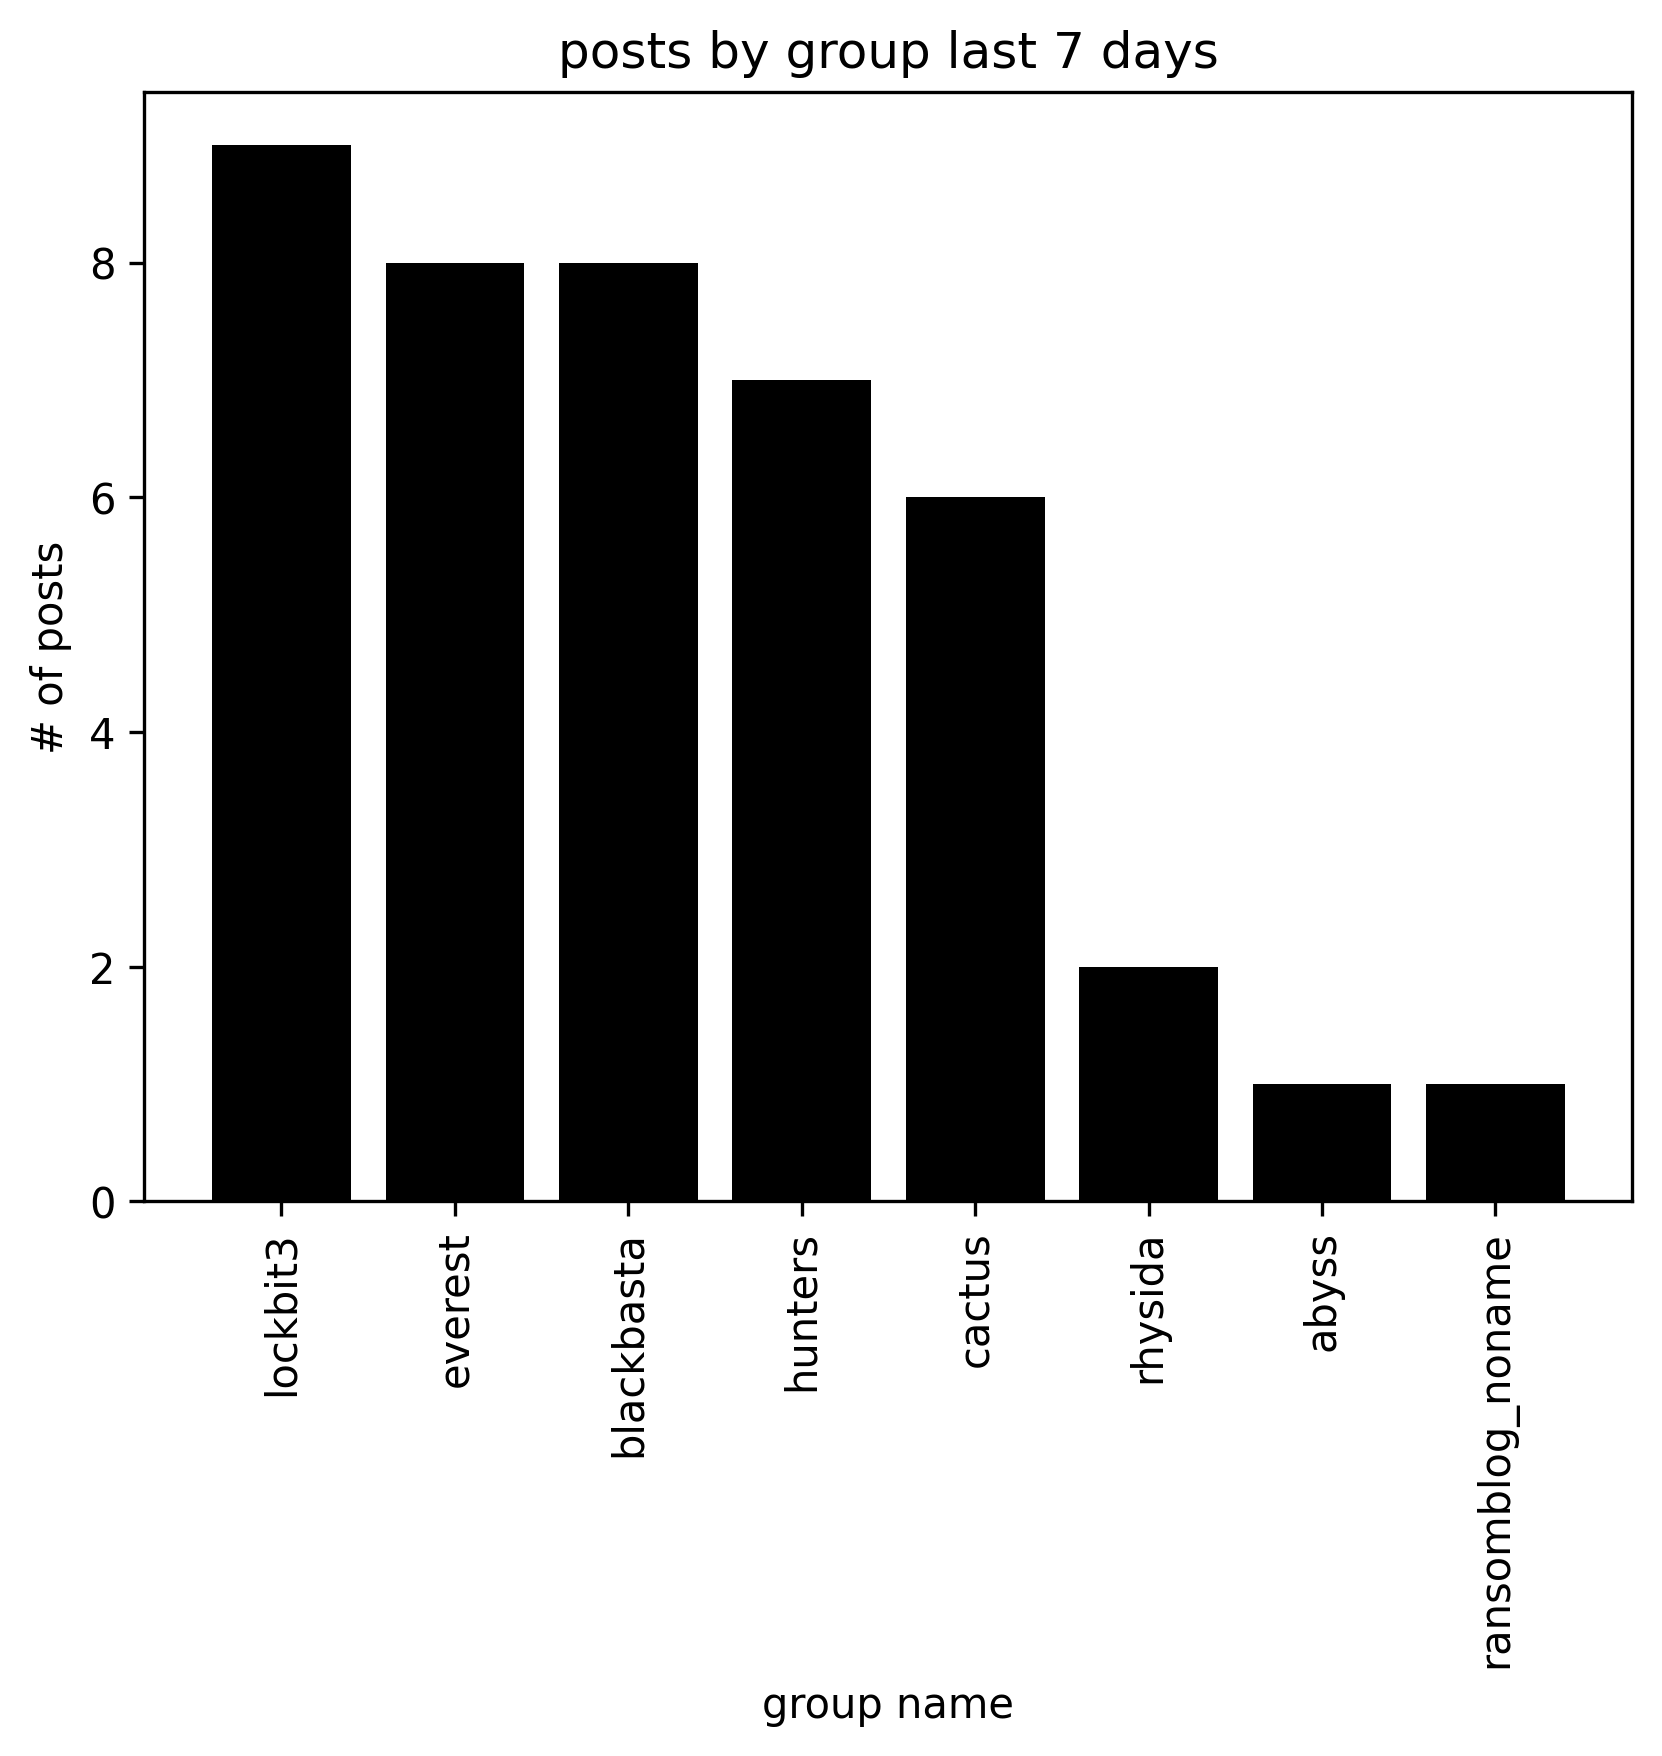 posts by group last 7 days
# of posts
8
6
4
2
0
lockbit3
everest
blackbasta
hunters
cactus
rhysida
abyss
ransomblog_noname
group name